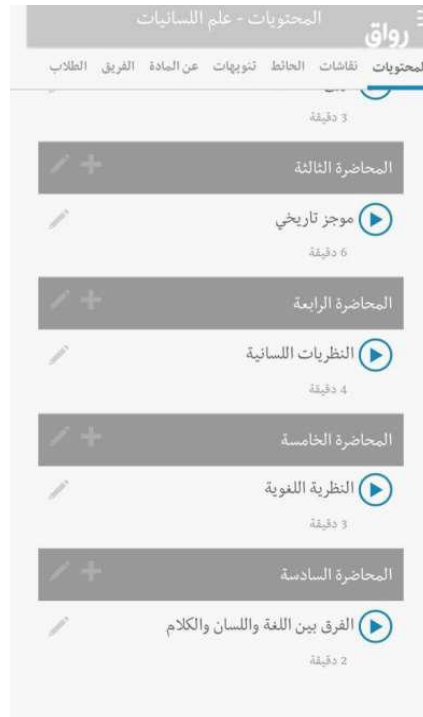 المحتويات - علم اللسانيات
رواق
المحتويات نقاشات الحائط تنويهات عن المادة الفريق الطلاب
3 دقيقة
المحاضرة الثالثة
موجز تاريخي
6 دقيقة
المحاضرة الرابعة
النظريات اللسانية
4 دقيقة
المحاضرة الخامسة
النظرية اللغوية
3 دقيقة
المحاضرة السادسة
الفرق بين اللغة واللسان والكلام
2 دقيقة